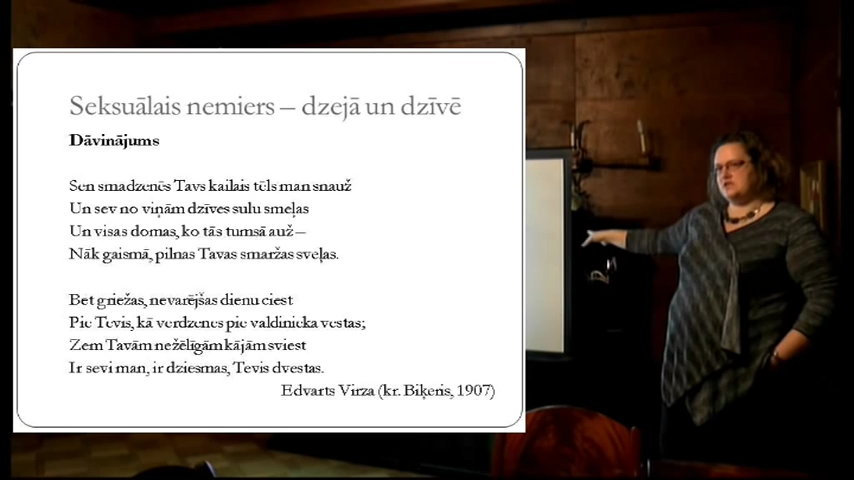 Seksuālais nemiers – dzejā un dzīvē
Dāvinājums
Sen smadzenēs Tavs kailais tēls man snauž
Un sev no viņām dzīves sulu smeļas
Un visas domas, ko tās tumsā auž –
Nāk gaismā, pilnas Tavas smaržas sveļas.
Bet griežas, nevarējšas dienu ciest
Pie Tevis, kā verdzenes pie valdinieka vestas;
Zem Tavām nežēlīgām kājām sviest
Ir sevi man, ir dziesmas, Tevis dvestas.
Edvarts Virza (kr. Biķeris, 1907)